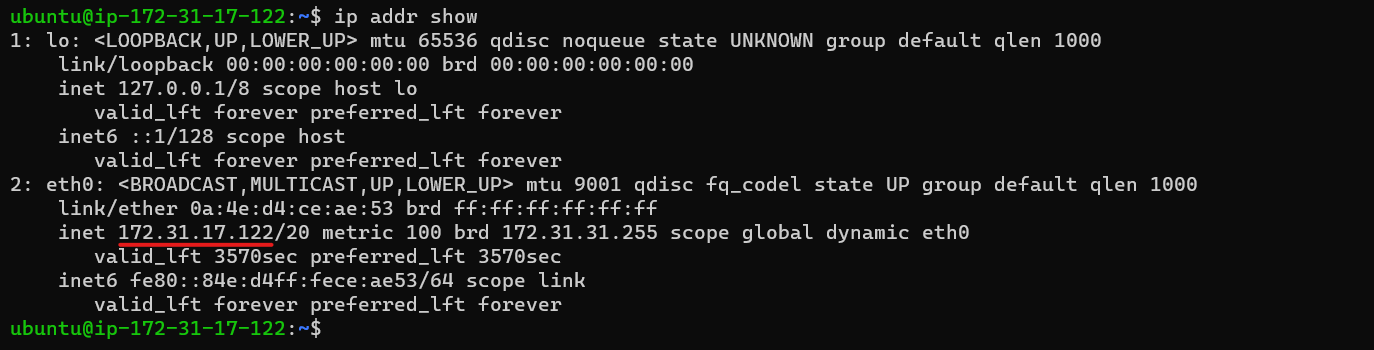 ubuntu@ip-172-31-17-122:~$ ip addr show
1: lo: <LOOPBACK,UP,LOWER_UP> mtu 65536 qdisc noqueue state UNKNOWN group default qlen 1000
    link/loopback 00:00:00:00:00:00 brd 00:00:00:00:00:00
    inet 127.0.0.1/8 scope host lo
       valid_lft forever preferred_lft forever
    inet6 ::1/128 scope host
       valid_lft forever preferred_lft forever
2: eth0: <BROADCAST,MULTICAST,UP,LOWER_UP> mtu 9001 qdisc fq_codel state UP group default qlen 1000
    link/ether 0a:4e:d4:ce:ae:53 brd ff:ff:ff:ff:ff:ff
    inet 172.31.17.122/20 metric 100 brd 172.31.31.255 scope global dynamic eth0
       valid_lft 3570sec preferred_lft 3570sec
    inet6 fe80::84e:d4ff:fece:ae53/64 scope link
       valid_lft forever preferred_lft forever
ubuntu@ip-172-31-17-122:~$